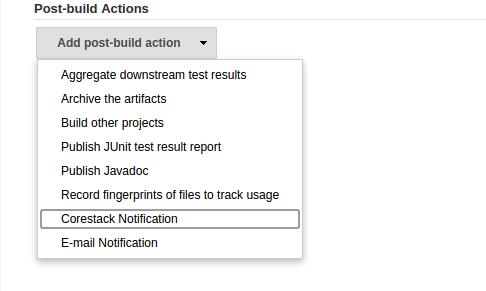 Post-build Actions
Add post-build action
Aggregate downstream test results
Archive the artifacts
Build other projects
Publish JUnit test result report
Publish Javadoc
Record fingerprints of files to track usage
Corestack Notification
E-mail Notification